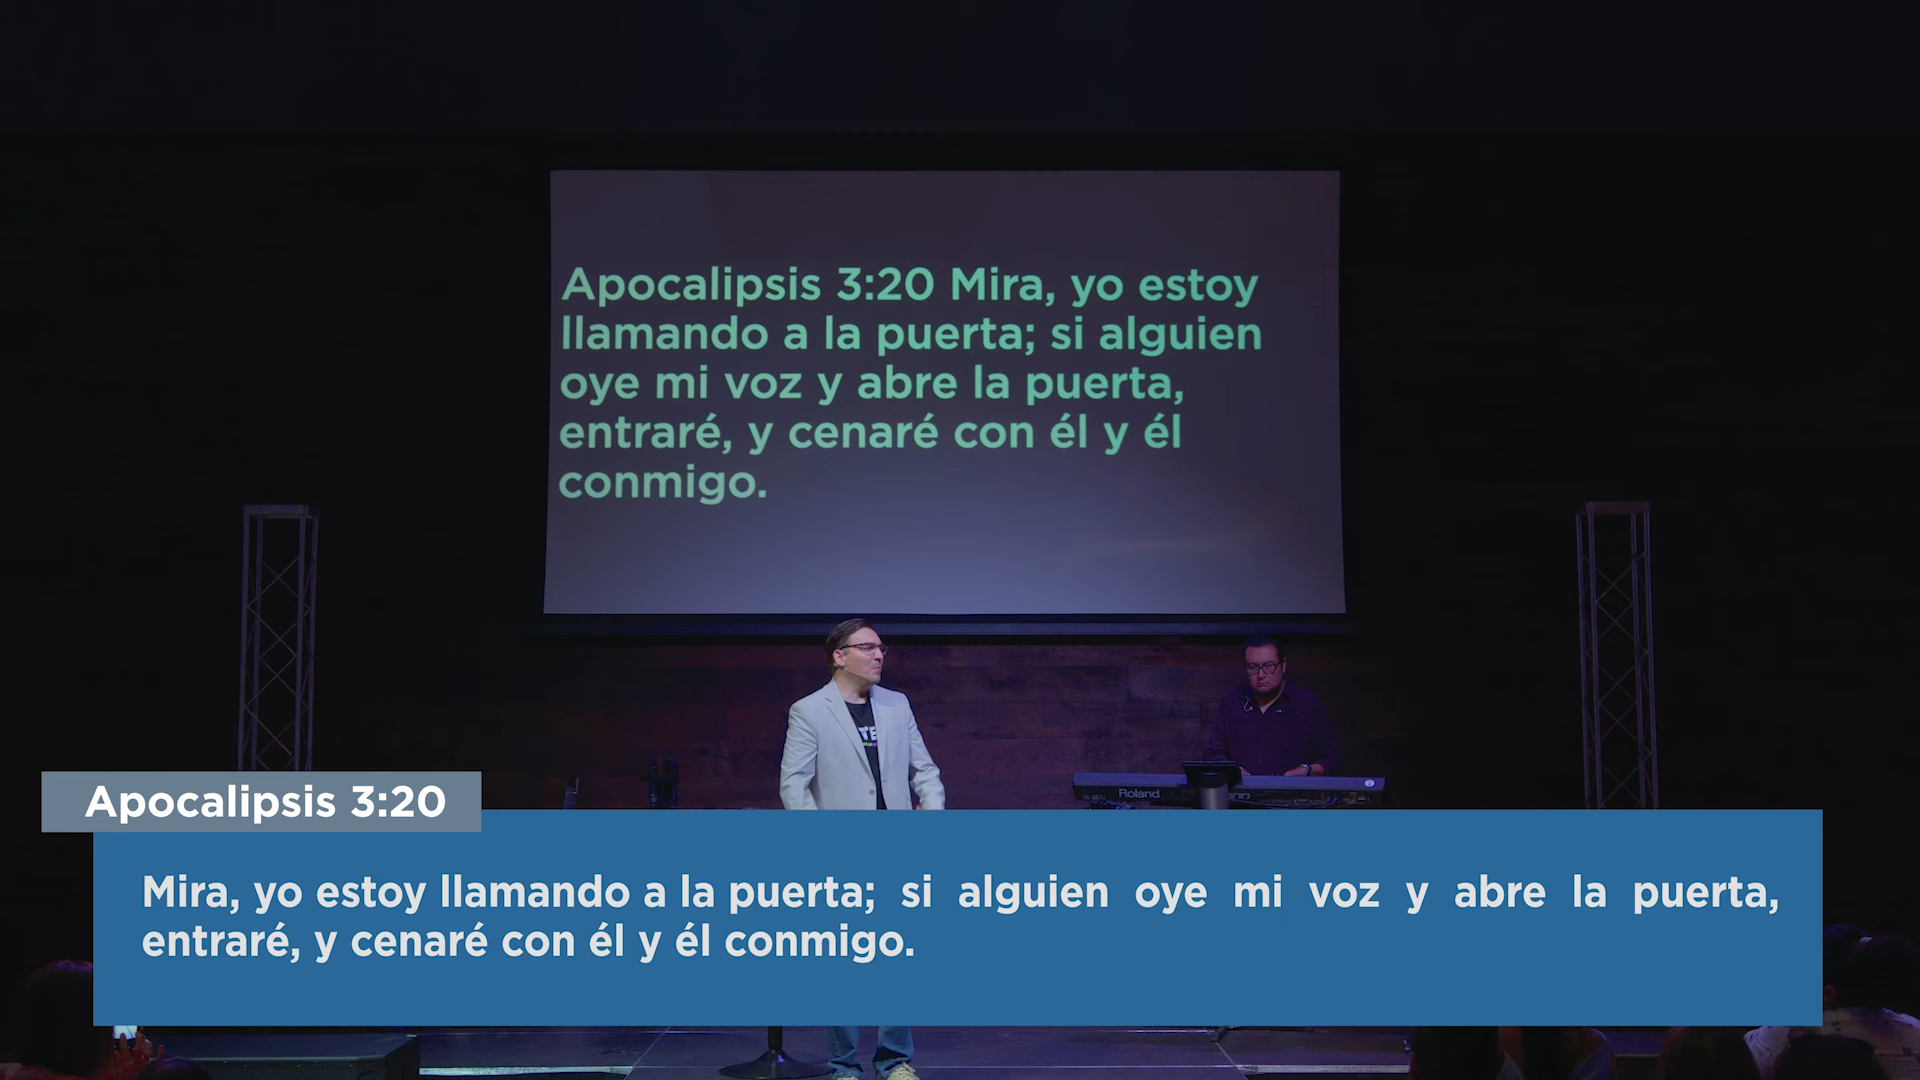 Apocalipsis 3:20 Mira, yo estoy
llamando a la puerta; si alguien
oye mi voz y abre la puerta,
entraré, y cenaré con él y él
conmigo.
TE
Roland
Apocalipsis 3:20
Mira, yo estoy llamando a la puerta; si alguien oye mi voz y abre la puerta,
entraré, y cenaré con él y él conmigo.